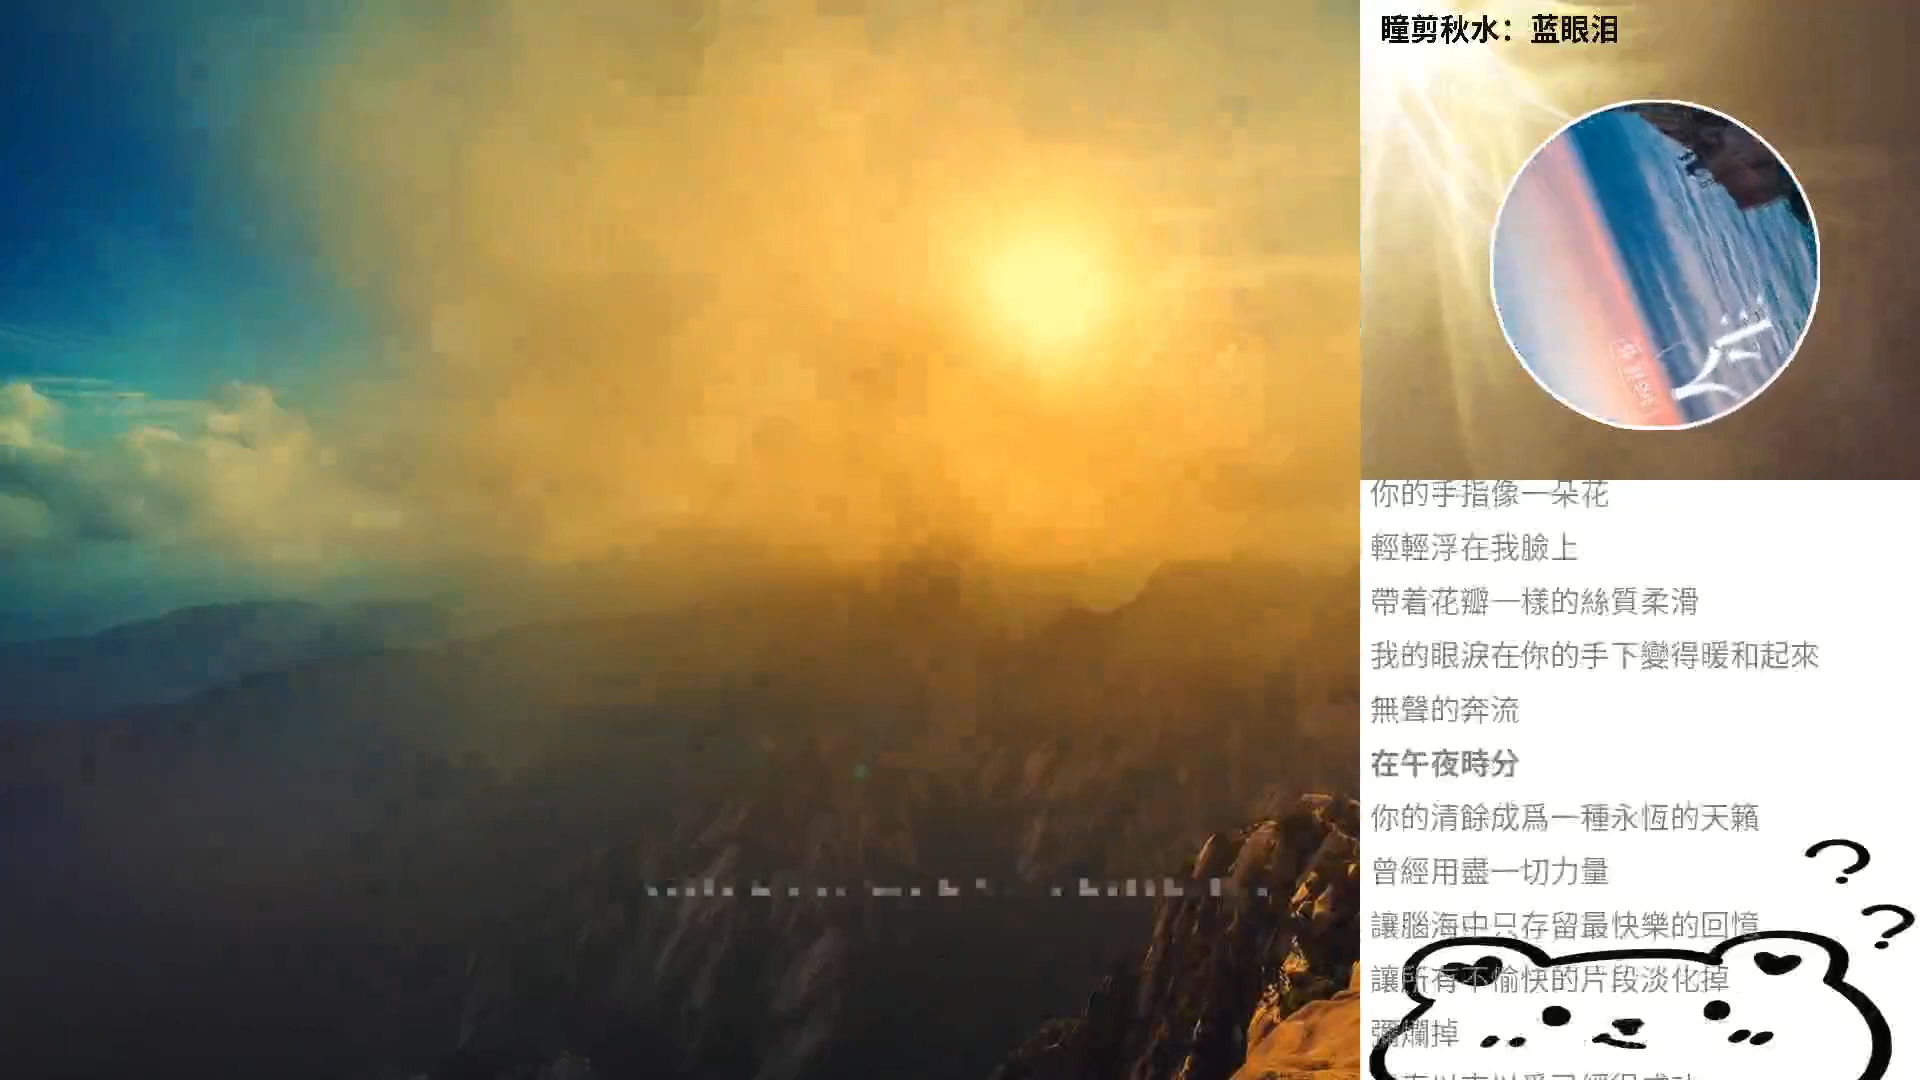 瞳剪秋水：蓝眼泪
你的手指像一朵花
輕輕浮在我臉上
帶着花瓣一樣的絲質柔滑
我的眼淚在你的手下變得暖和起來
無聲的奔流
在午夜時分
你的清餘成爲一種永恆的天籟
曾經用盡一切力量
讓腦海中只存留最快樂的回憶
讓所有不愉快的片段淡化掉
彌爛掉
? ?